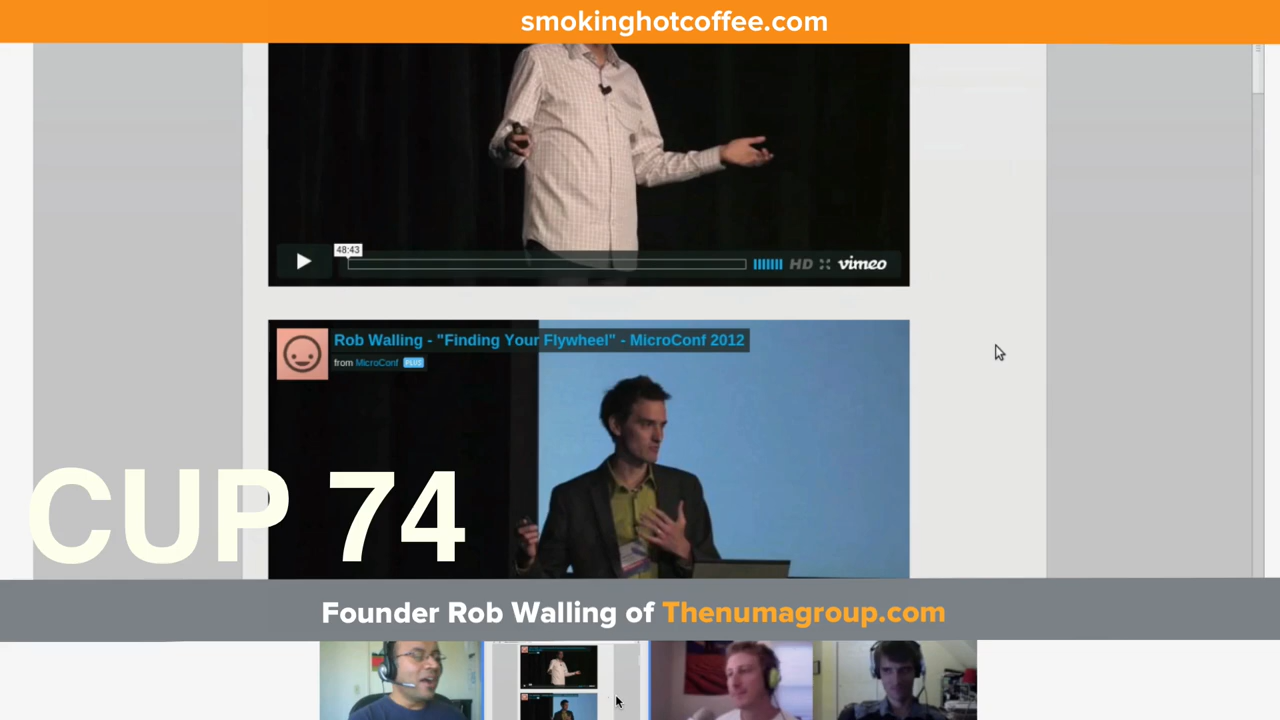 smokinghotcoffee.com
48:43
HD
vimeo
Rob Walling - "Finding Your Flywheel" - MicroConf 2012
from MicroConf PLUS
CUP 74
Founder Rob Walling of Thenumagroup.com